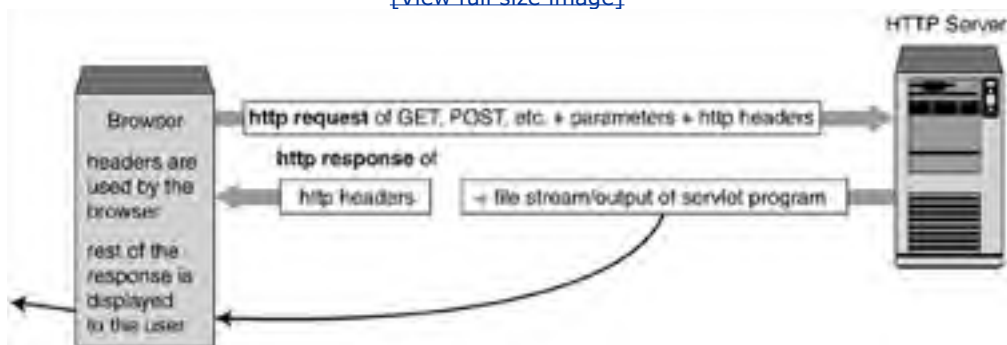 [View full size image]
HTTP Server
Browser
http request of GET, POST, etc. + parameters + http headers
headers are
used by the
browser
http response of
http headers
+ file stream/output of servlet program
rest of the
response is
displayed
to the user